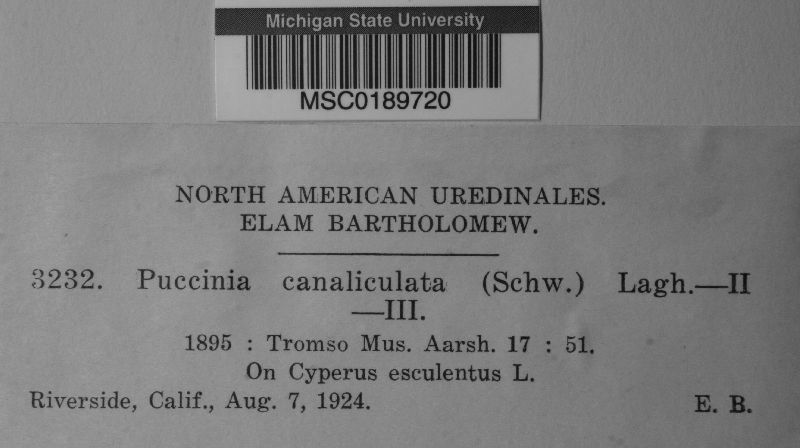 Michigan State University
MSC0189720
NORTH AMERICAN UREDINALES.
ELAM BARTHOLOMEW.
3232. Puccinia canaliculata (Schw.) Lagh.—II
—III.
1895 : Tromso Mus. Aarsh. 17 : 51.
On Cyperus esculentus L.
Riverside, Calif., Aug. 7, 1924. E. B.